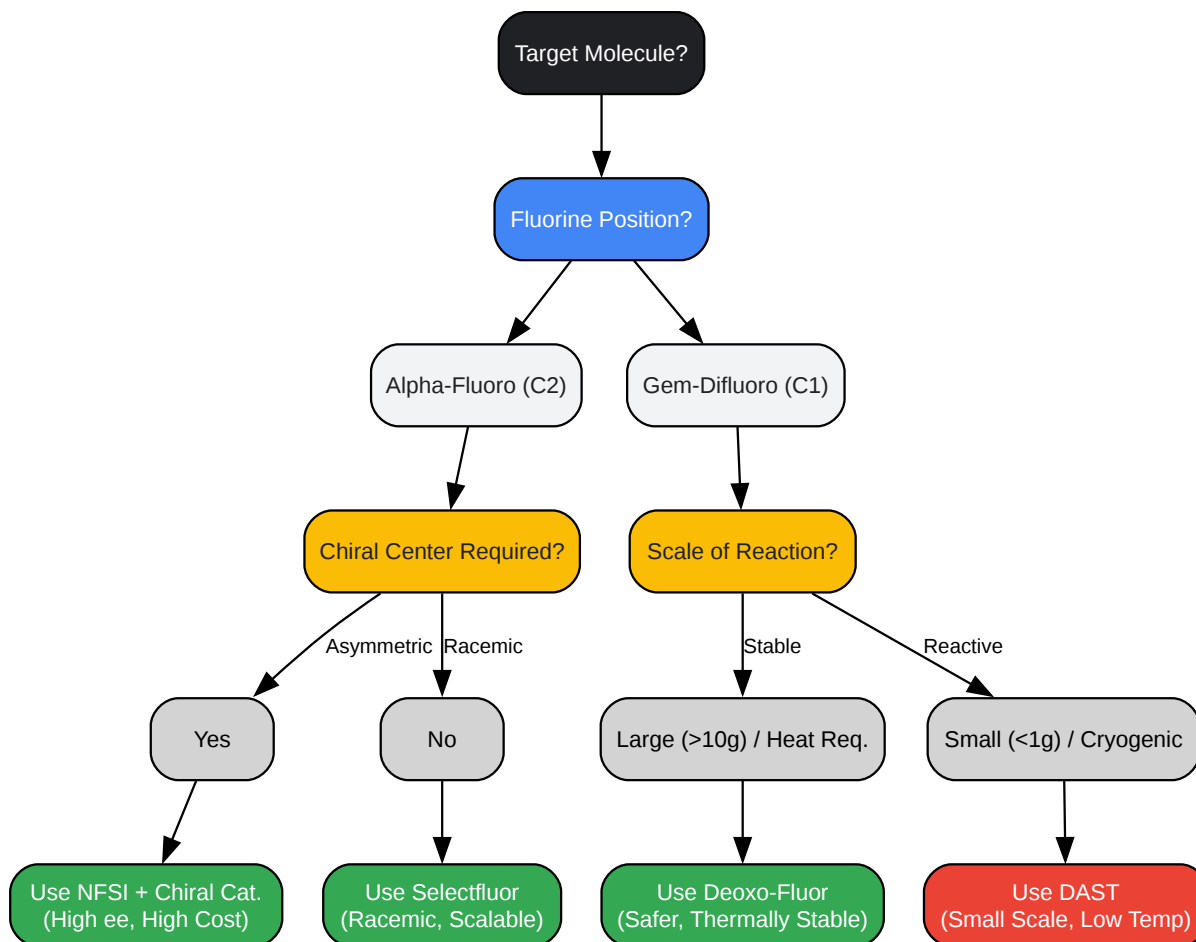 Target Molecule?
Fluorine Position?
Alpha-Fluoro (C2)
Gem-Difluoro (C1)
Chiral Center Required?
Scale of Reaction?
Asymmetric
Racemic
Stable
Reactive
Yes
No
Large (>10g) / Heat Req.
Small (<1g) / Cryogenic
Use NFSI + Chiral Cat.
(High ee, High Cost)
Use Selectfluor
(Racemic, Scalable)
Use Deoxo-Fluor
(Safer, Thermally Stable)
Use DAST
(Small Scale, Low Temp)